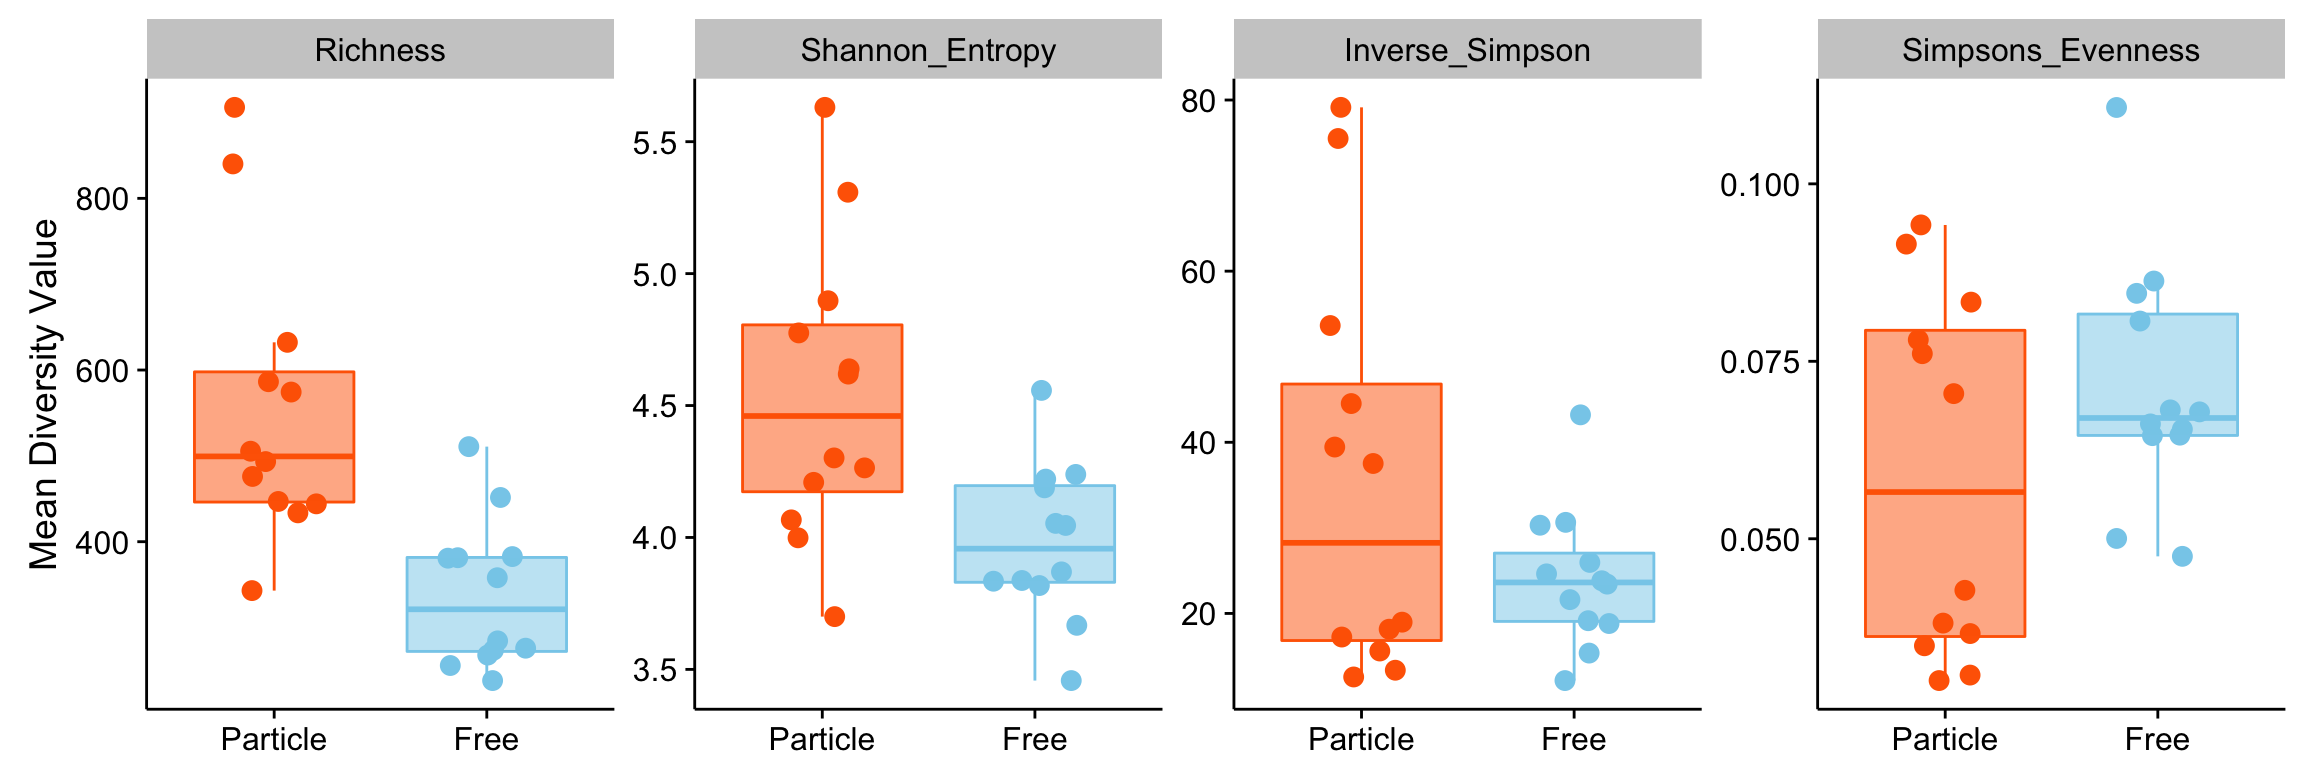 Richness
Shannon_Entropy
Inverse_Simpson
Simpsons_Evenness
Mean Diversity Value
800
600
400
5.5
5.0
4.5
4.0
3.5
80
60
40
20
0.100
0.075
0.050
Particle
Free
Particle
Free
Particle
Free
Particle
Free